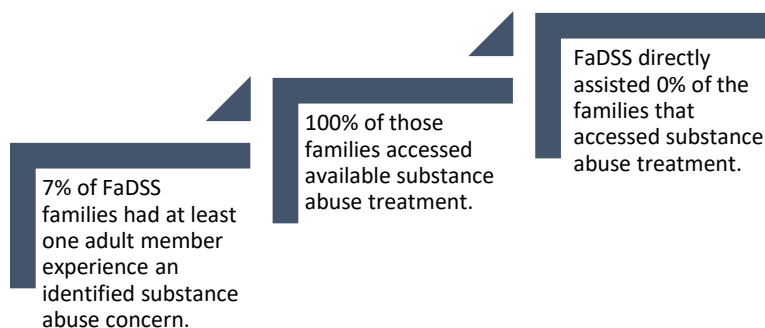 7% of FaDSS
families had at least
one adult member
experience an
identified substance
abuse concern.
100% of those
families accessed
available substance
abuse treatment.
FaDSS directly
assisted 0% of the
families that
accessed substance
abuse treatment.